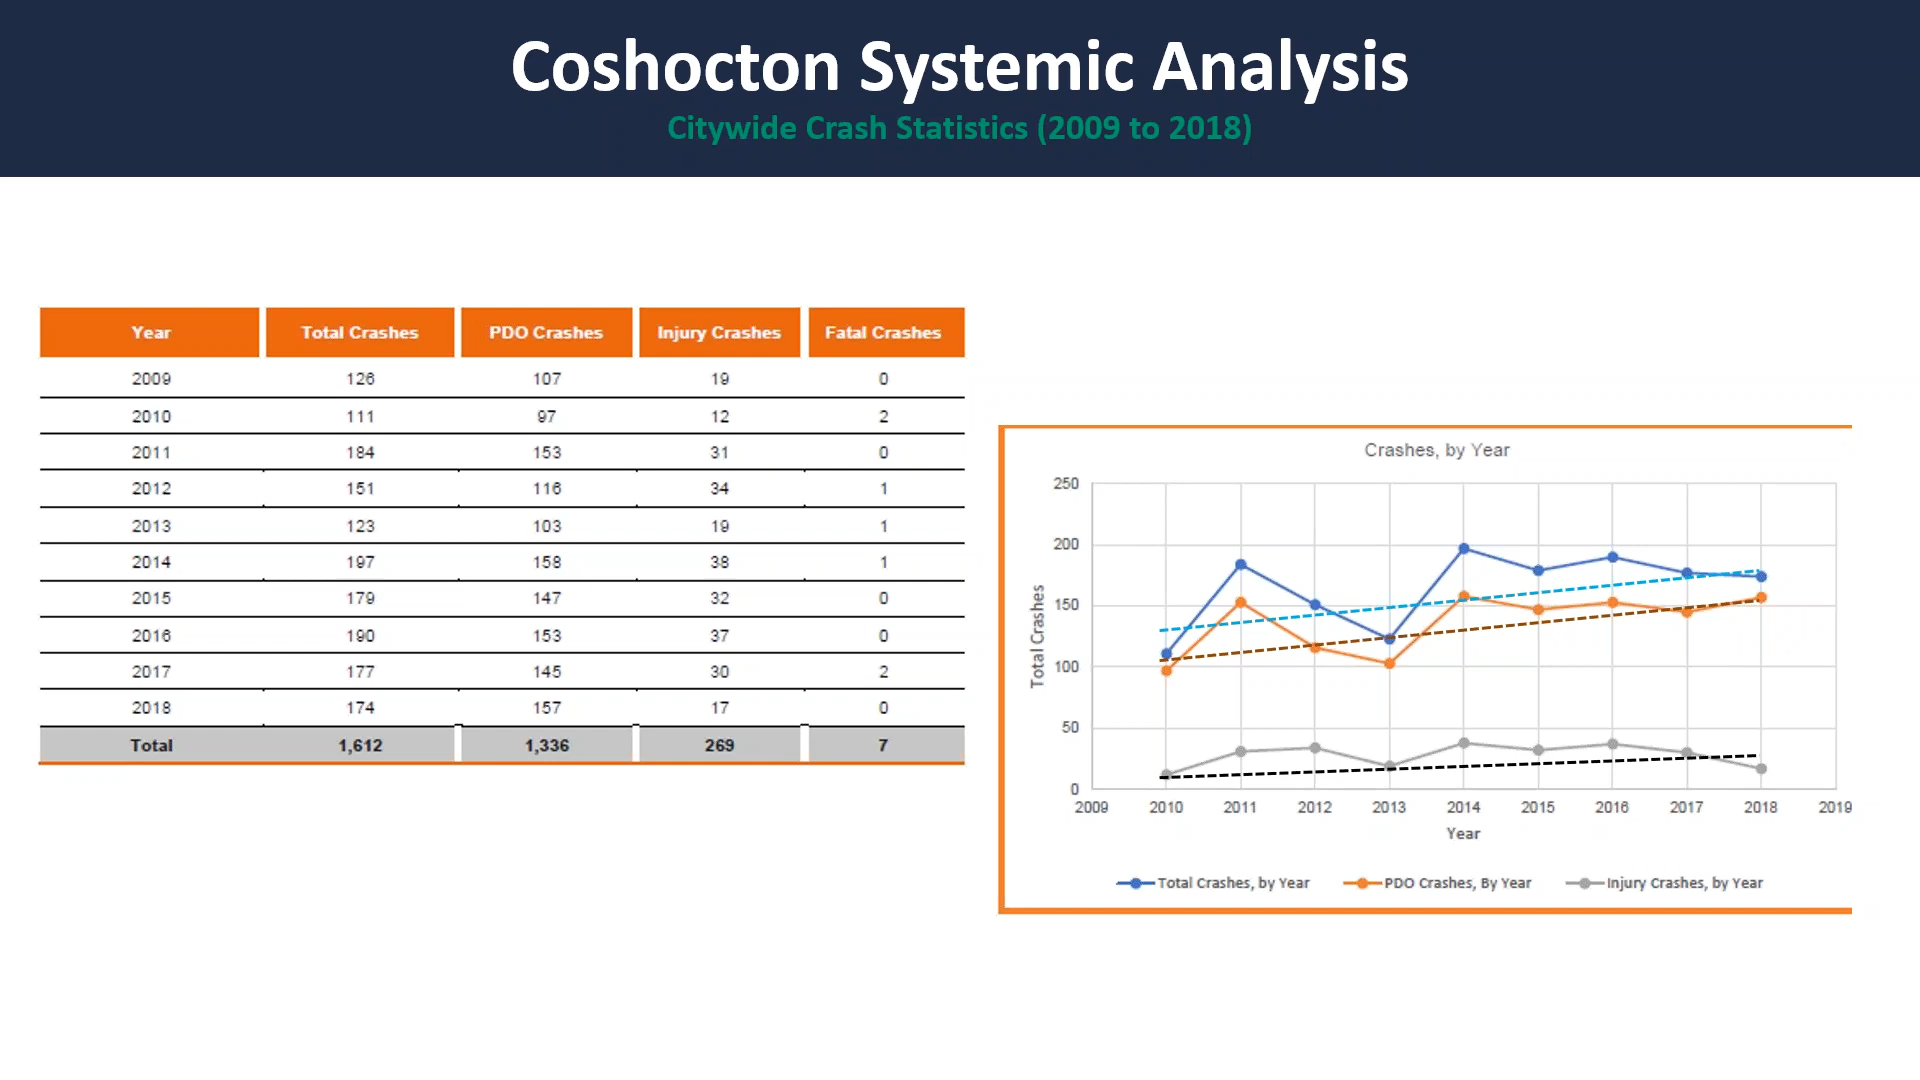 Coshocton Systemic Analysis
Citywide Crash Statistics (2009 to 2018)
Year Total Crashes PDO Crashes Injury Crashes Fatal Crashes
2009 126 107 19 0
2010 111 97 12 2
2011 184 153 31 0
2012 151 116 34 1
2013 123 103 19 1
2014 197 158 38 1
2015 179 147 32 0
2016 190 153 37 0
2017 177 145 30 2
2018 174 157 17 0
Total 1,612 1,336 269 7
Crashes, by Year
250
200
150
100
50
0
Total Crashes
2009 2010 2011 2012 2013 2014 2015 2016 2017 2018 2019
Year
Total Crashes, by Year PDO Crashes, By Year Injury Crashes, by Year